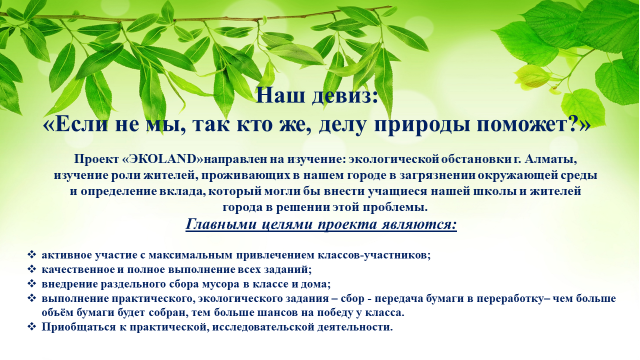 Наш девиз:
«Если не мы, так кто же, делу природы поможет?»
Проект «ЭКОLAND»направлен на изучение: экологической обстановки г. Алматы,
изучение роли жителей, проживающих в нашем городе в загрязнении окружающей среды
и определение вклада, который могли бы внести учащиеся нашей школы и жителей
города в решении этой проблемы.
Главными целями проекта являются:
❖ активное участие с максимальным привлечением классов-участников;
❖ качественное и полное выполнение всех заданий;
❖ внедрение раздельного сбора мусора в классе и дома;
❖ выполнение практического, экологического задания – сбор - передача бумаги в переработку– чем больше
объём бумаги будет собран, тем больше шансов на победу у класса.
❖ Приобщаться к практической, исследовательской деятельности.